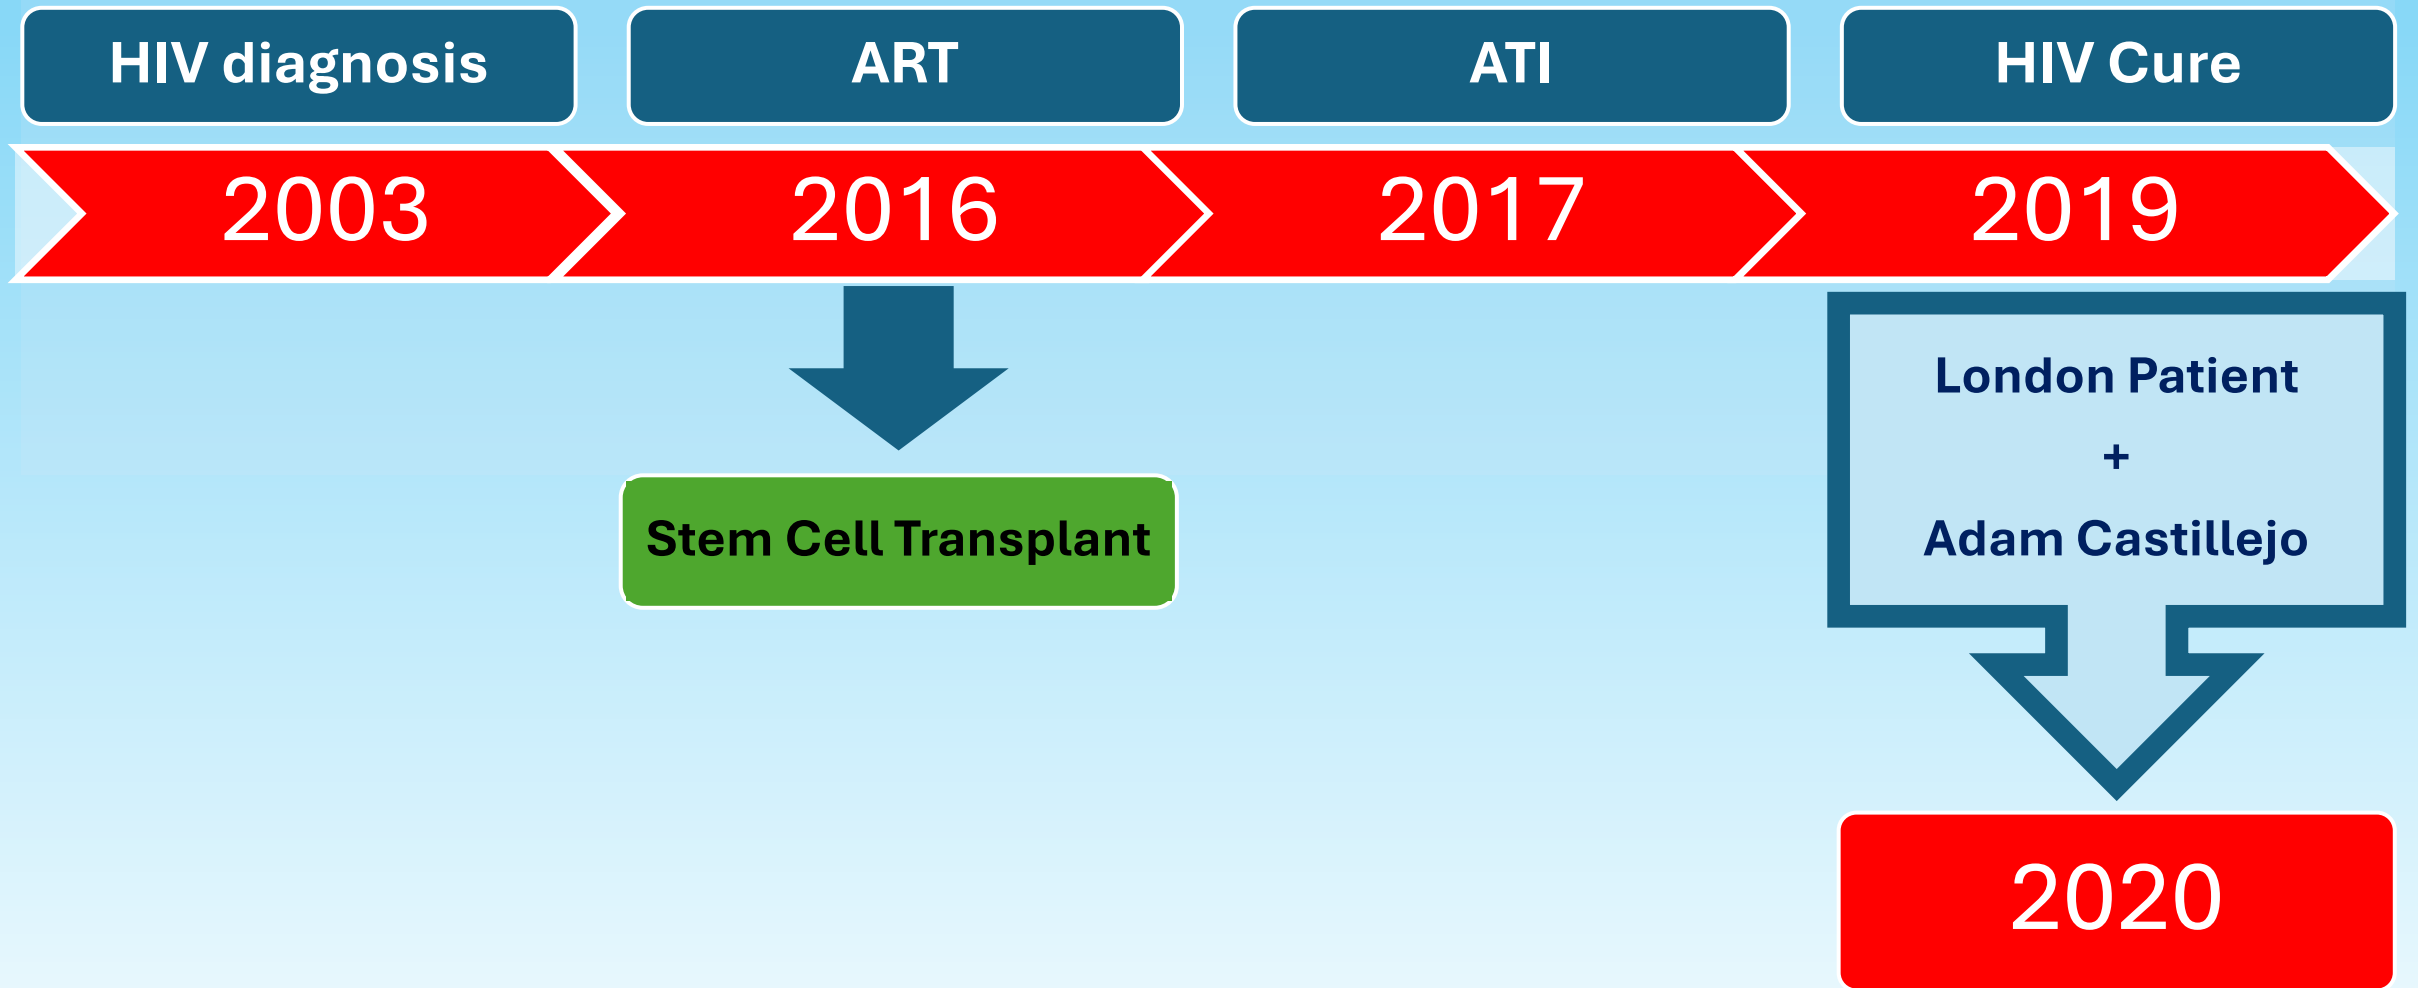 HIV diagnosis
ART
ATI
HIV Cure
2003
2016
2017
2019
Stem Cell Transplant
London Patient
+
Adam Castillejo
2020